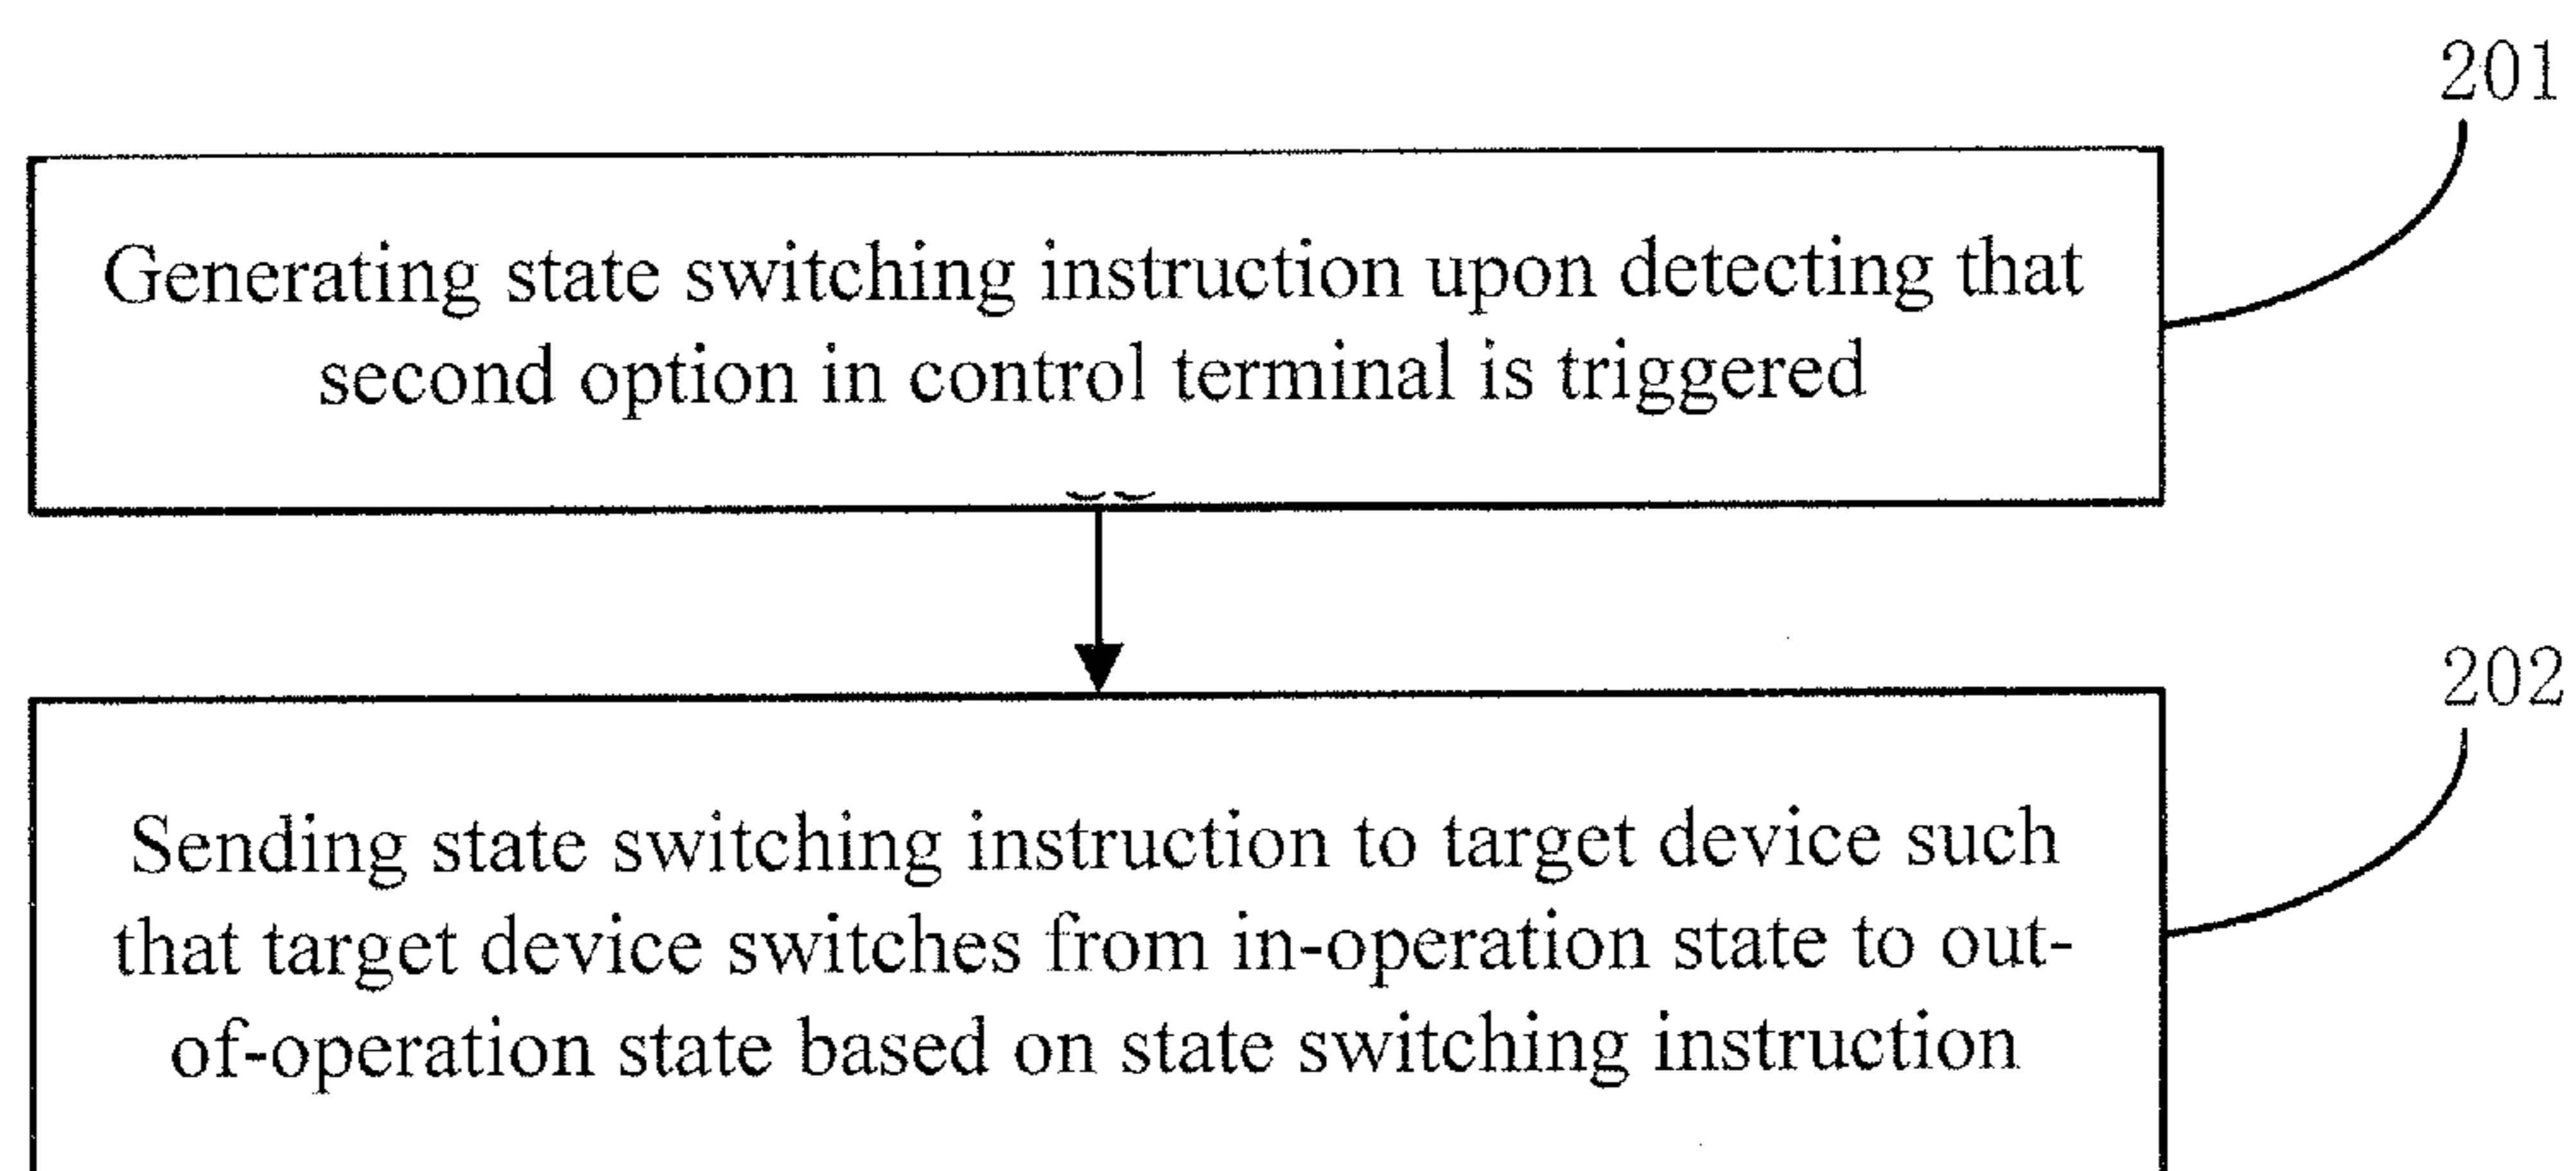 201
Generating state switching instruction upon detecting that
second option in control terminal is triggered
202
Sending state switching instruction to target device such
that target device switches from in-operation state to out-
of-operation state based on state switching instruction